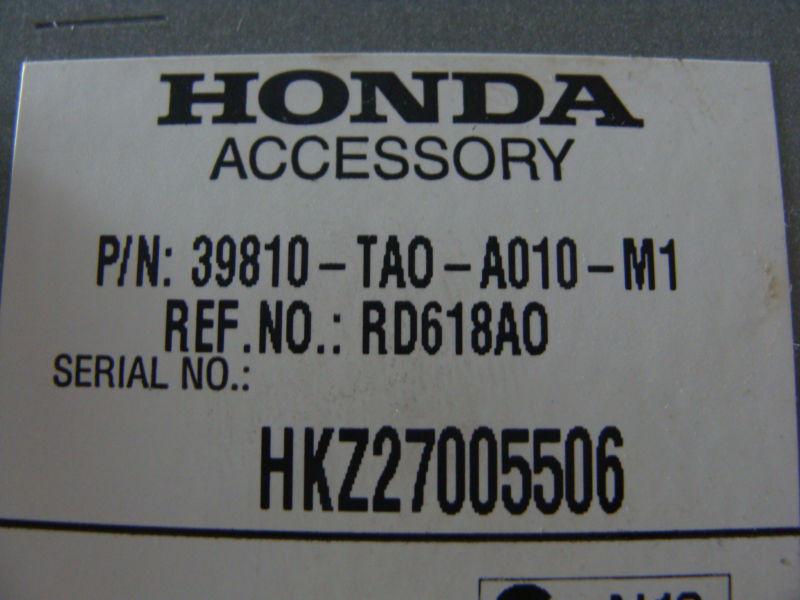 HONDA
ACCESSORY
P/N: 39810-TA0-A010-M1
REF.NO.: RD618A0
SERIAL NO.:
HKZ27005506